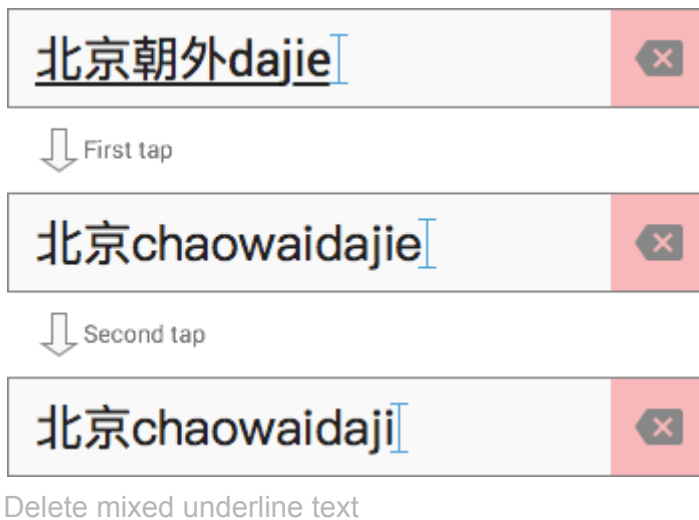 北京朝外dajie
First tap
北京chaowaidajie
Second tap
北京chaowaidaji
Delete mixed underline text